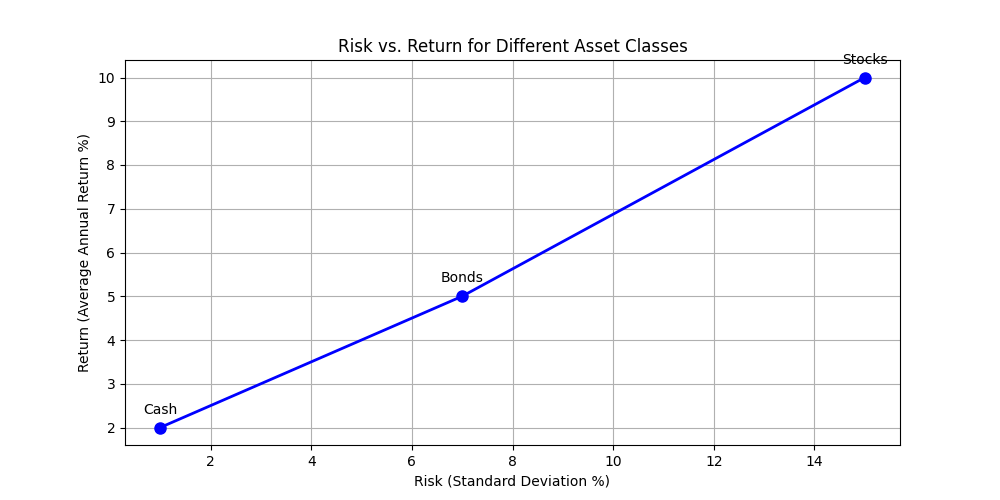 Risk vs. Return for Different Asset Classes
Stocks
10
9
8
7
6
Bonds
5
4
3
Cash
2
Return (Average Annual Return %)
2 4 6 8 10 12 14
Risk (Standard Deviation %)